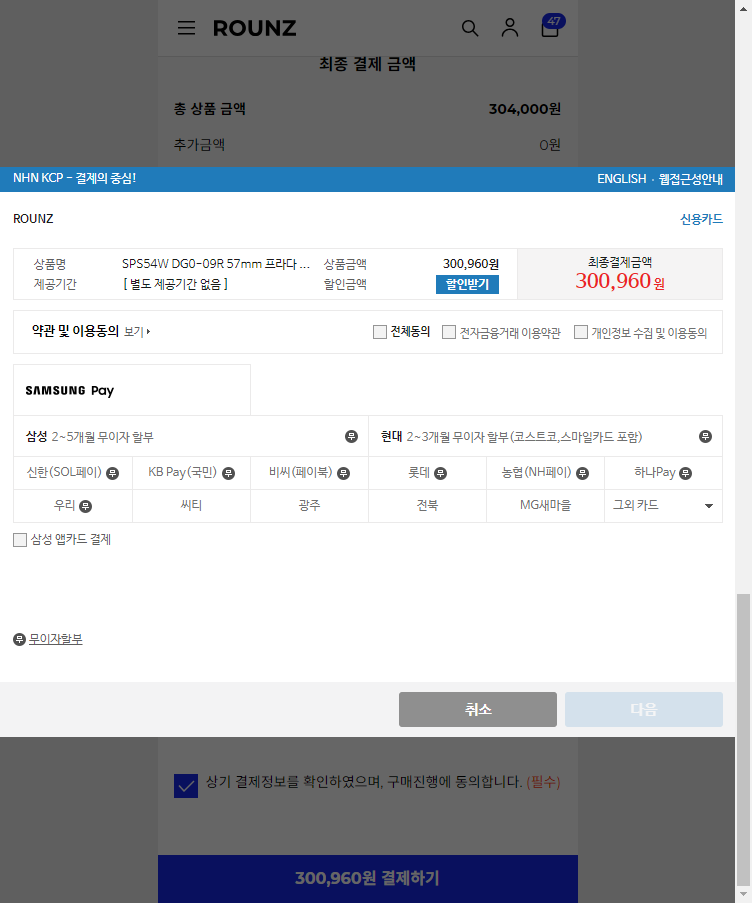 ROUNZ
47
최종 결제 금액
총 상품 금액 304,000원
추가금액 0원
NHN KCP - 결제의 중심! ENGLISH · 웹접근성안내
ROUNZ 신용카드
상품명 SPS54W DG0-09R 57mm 프라다 ... 상품금액 300,960원
제공기간 [ 별도 제공기간 없음 ] 할인금액 할인받기
최종결제금액
300,960 원
약관 및 이용동의 보기 전체동의 전자금융거래 이용약관 개인정보 수집 및 이용동의
SAMSUNG Pay
삼성 2~5개월 무이자 할부 무 현대 2~3개월 무이자 할부(코스트코,스마일카드 포함) 무
신한(SOL페이) 무 KB Pay(국민) 무 비씨(페이북) 무 롯데 무 농협(NH페이) 무 하나Pay 무
우리 무 씨티 광주 전북 MG새마을 그외 카드
삼성 앱카드 결제
무 무이자할부
취소 다음
상기 결제정보를 확인하였으며, 구매진행에 동의합니다. (필수)
300,960원 결제하기